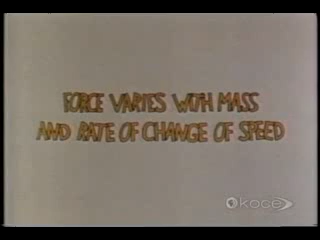 FORCE VARIES WITH MASS
AND RATE OF CHANGE OF SPEED
koce